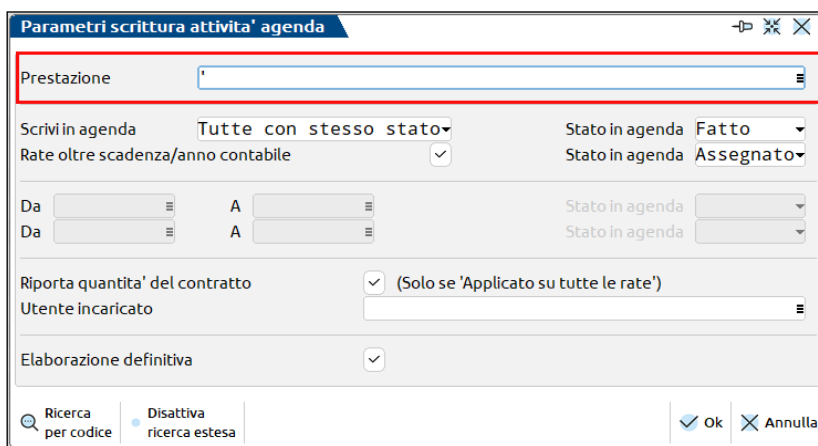 Parametri scrittura attivita' agenda
Prestazione '
Scrivi in agenda Tutte con stesso stato Stato in agenda Fatto
Rate oltre scadenza/anno contabile Stato in agenda Assegnato
Da A Stato in agenda
Da A Stato in agenda
Riporta quantita' del contratto (Solo se 'Applicato su tutte le rate')
Utente incaricato
Elaborazione definitiva
Ricerca per codice Disattiva ricerca estesa Ok Annulla